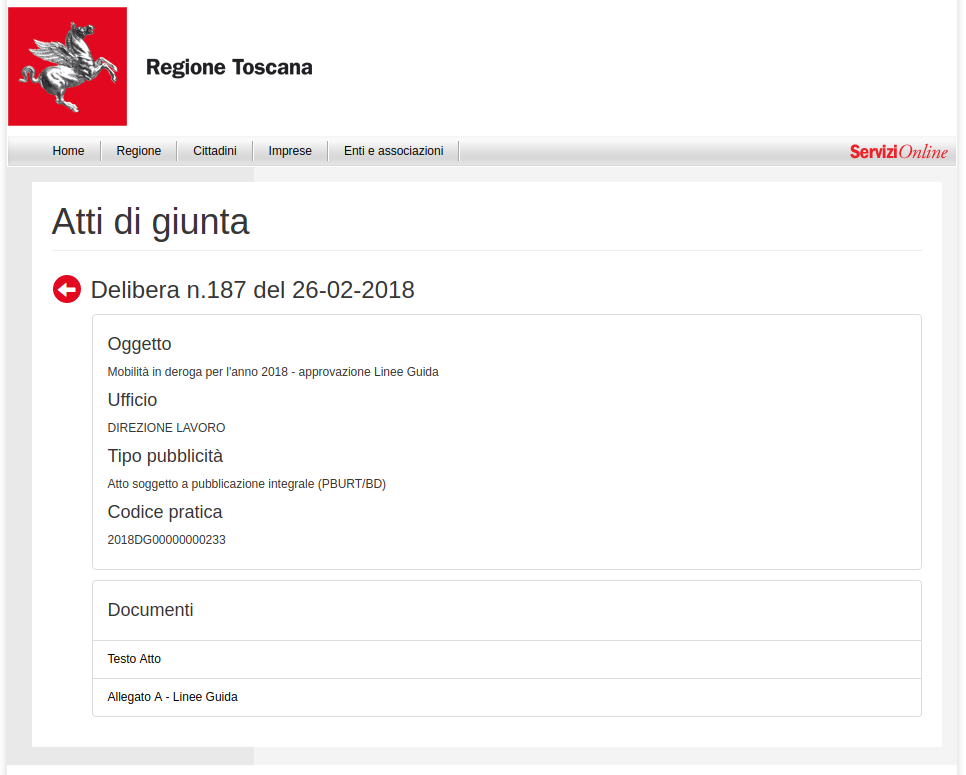 Regione Toscana
Home Regione Cittadini Imprese Enti e associazioni ServiziOnline
Atti di giunta
Delibera n.187 del 26-02-2018
Oggetto
Mobilità in deroga per l'anno 2018 - approvazione Linee Guida
Ufficio
DIREZIONE LAVORO
Tipo pubblicità
Atto soggetto a pubblicazione integrale (PBURT/BD)
Codice pratica
2018DG00000000233
Documenti
Testo Atto
Allegato A - Linee Guida